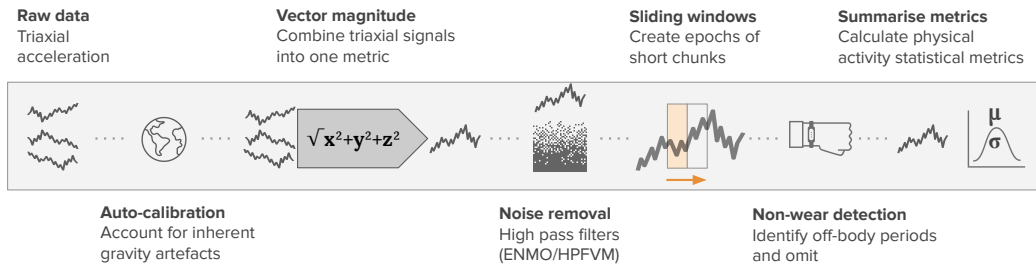 Raw data
Triaxial
acceleration
Vector magnitude
Combine triaxial signals
into one metric
Sliding windows
Create epochs of
short chunks
Summarise metrics
Calculate physical
activity statistical metrics
√x²+y²+z²
μ
σ
Auto-calibration
Account for inherent
gravity artefacts
Noise removal
High pass filters
(ENMO/HPFVM)
Non-wear detection
Identify off-body periods
and omit